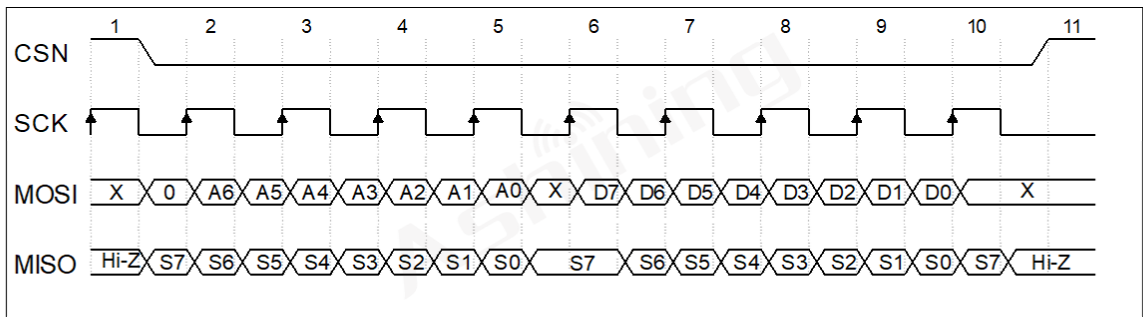 1 2 3 4 5 6 7 8 9 10 11
CSN
SCK
MOSI X 0 A6 A5 A4 A3 A2 A1 A0 X D7 D6 D5 D4 D3 D2 D1 D0 X
MISO Hi-Z S7 S6 S5 S4 S3 S2 S1 S0 S7 S6 S5 S4 S3 S2 S1 S0 S7 Hi-Z
Ashining